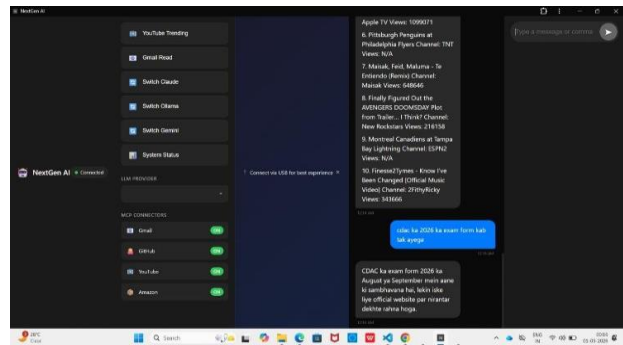 NextGen AI
NextGen AI
Connected
YouTube Trending
Gmail Read
Switch Claude
Switch Ollama
Switch Gemini
System Status
LLM PROVIDER
MCP CONNECTORS
Gmail
ON
GitHub
ON
YouTube
ON
Amazon
ON
Connect via USB for best experience
Apple TV Views: 1099071
6. Pittsburgh Penguins at
Philadelphia Flyers Channel: TNT
Views: N/A
7. Maisak, Feid, Maluma - Te
Entiendo (Remix) Channel:
Maisak Views: 648646
8. Finally Figured Out the
AVENGERS DOOMSDAY Plot
from Trailer... I Think? Channel:
New Rockstars Views: 216158
9. Montreal Canadiens at Tampa
Bay Lightning Channel: ESPN2
Views: N/A
10. Finesse2Tymes - Know I've
Been Changed [Official Music
Video] Channel: 2FithyRicky
Views: 343666
cdac ka 2026 ka exam form kab
tak ayega
CDAC ka exam form 2026 ka
August ya September mein aane
ki sambhavana hai, lekin iske
liye official website par nirantar
dekhte rahna hoga.
Type a message or comma
Search
ENG
IN